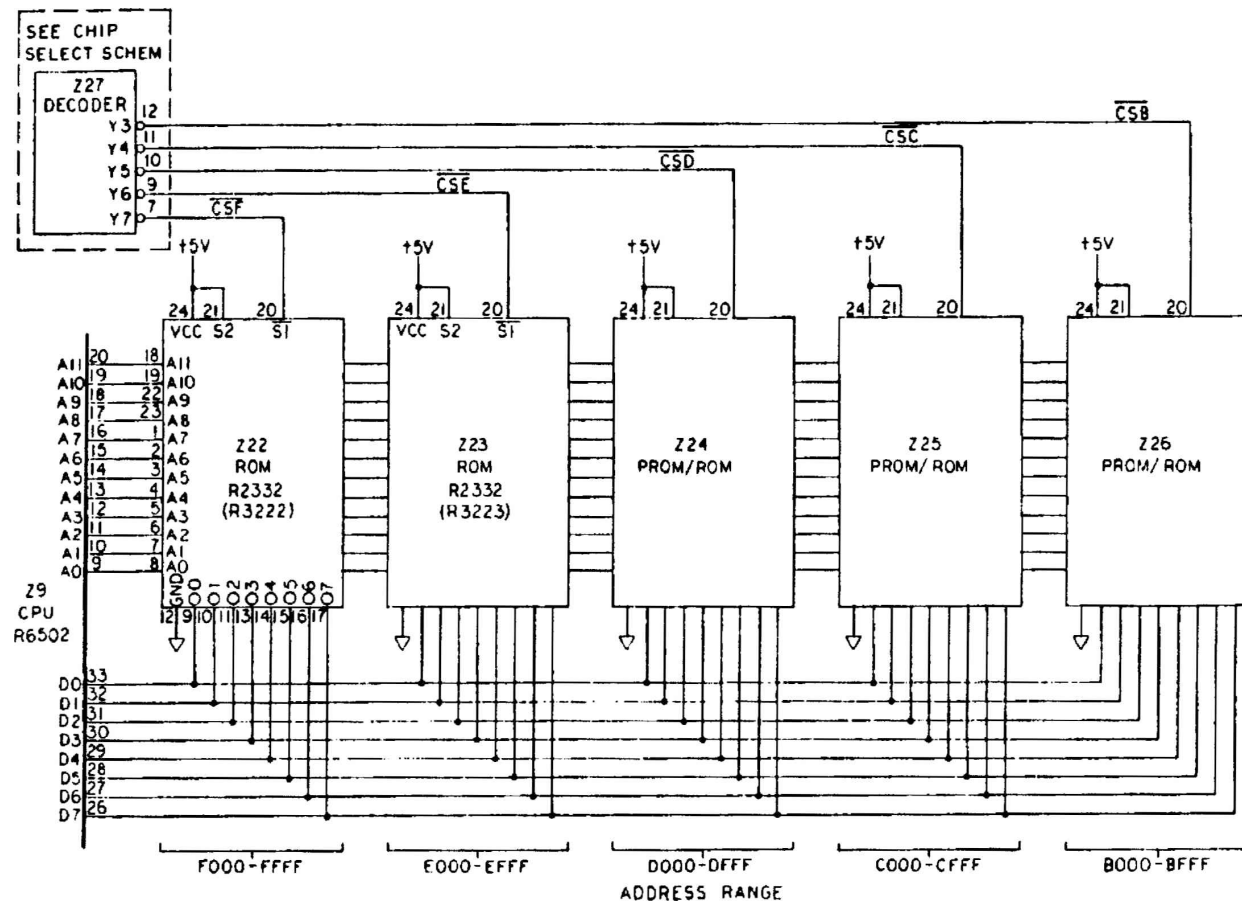 SEE CHIP
SELECT SCHEM
Z27
DECODER
Y3 12
Y4 11
Y5 10
Y6 9
Y7 7
CSB
CSC
CSD
CSE
CSF
+5V +5V +5V +5V +5V
24 21 20 24 21 20 24 21 20 24 21 20 24 21 20
VCC S2 S1 VCC S2 S1
A11 20 18 A11
A10 19 19 A10
A9 18 22 A9
A8 17 23 A8
A7 16 1 A7
A6 15 2 A6
A5 14 3 A5
A4 13 4 A4
A3 12 5 A3
A2 11 6 A2
A1 10 7 A1
A0 9 8 A0
Z22
ROM
R2332
(R3222)
Z23
ROM
R2332
(R3223)
Z24
PROM/ROM
Z25
PROM/ROM
Z26
PROM/ROM
GND O0 O1 O2 O3 O4 O5 O6 O7
12 9 10 11 13 14 15 16 17
Z9
CPU
R6502
D0 33
D1 32
D2 31
D3 30
D4 29
D5 28
D6 27
D7 26
F000-FFFF E000-EFFF D000-DFFF C000-CFFF B000-BFFF
ADDRESS RANGE